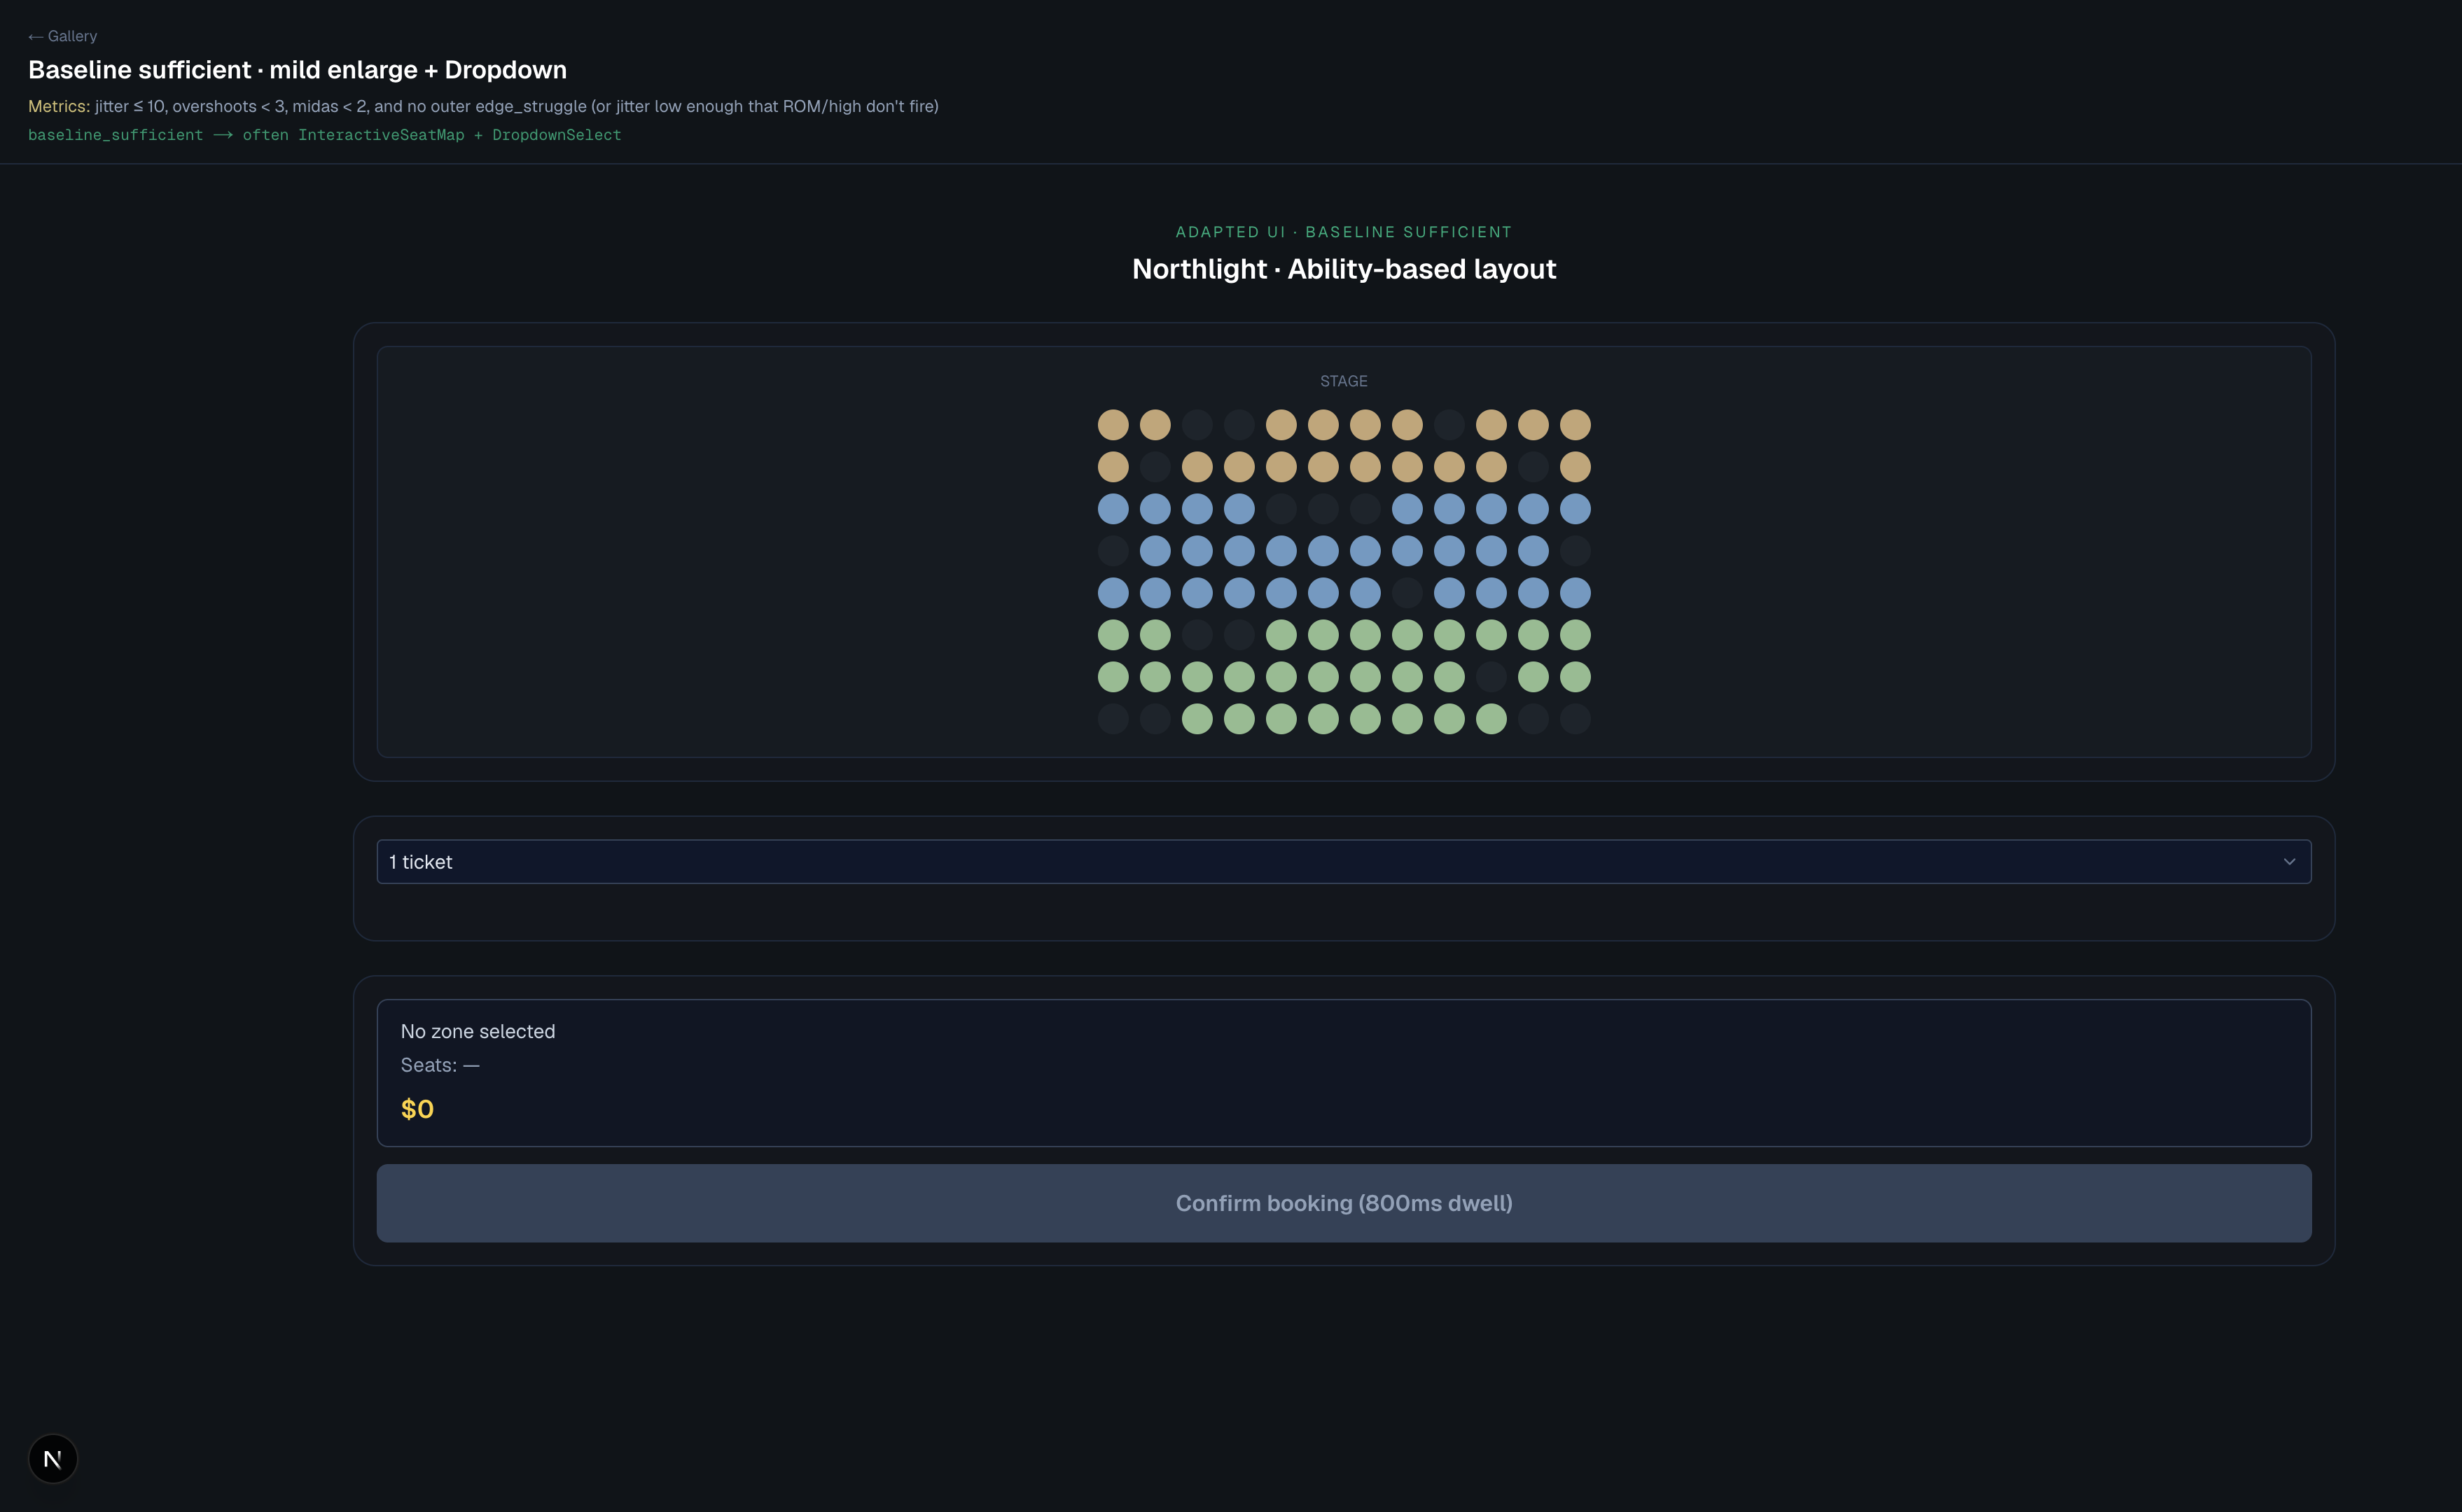 ← Gallery
Baseline sufficient · mild enlarge + Dropdown
Metrics: jitter ≤ 10, overshoots < 3, midas < 2, and no outer edge_struggle (or jitter low enough that ROM/high don't fire)
baseline_sufficient → often InteractiveSeatMap + DropdownSelect
ADAPTED UI · BASELINE SUFFICIENT
Northlight · Ability-based layout
STAGE
1 ticket
No zone selected
Seats: —
$0
Confirm booking (800ms dwell)
N